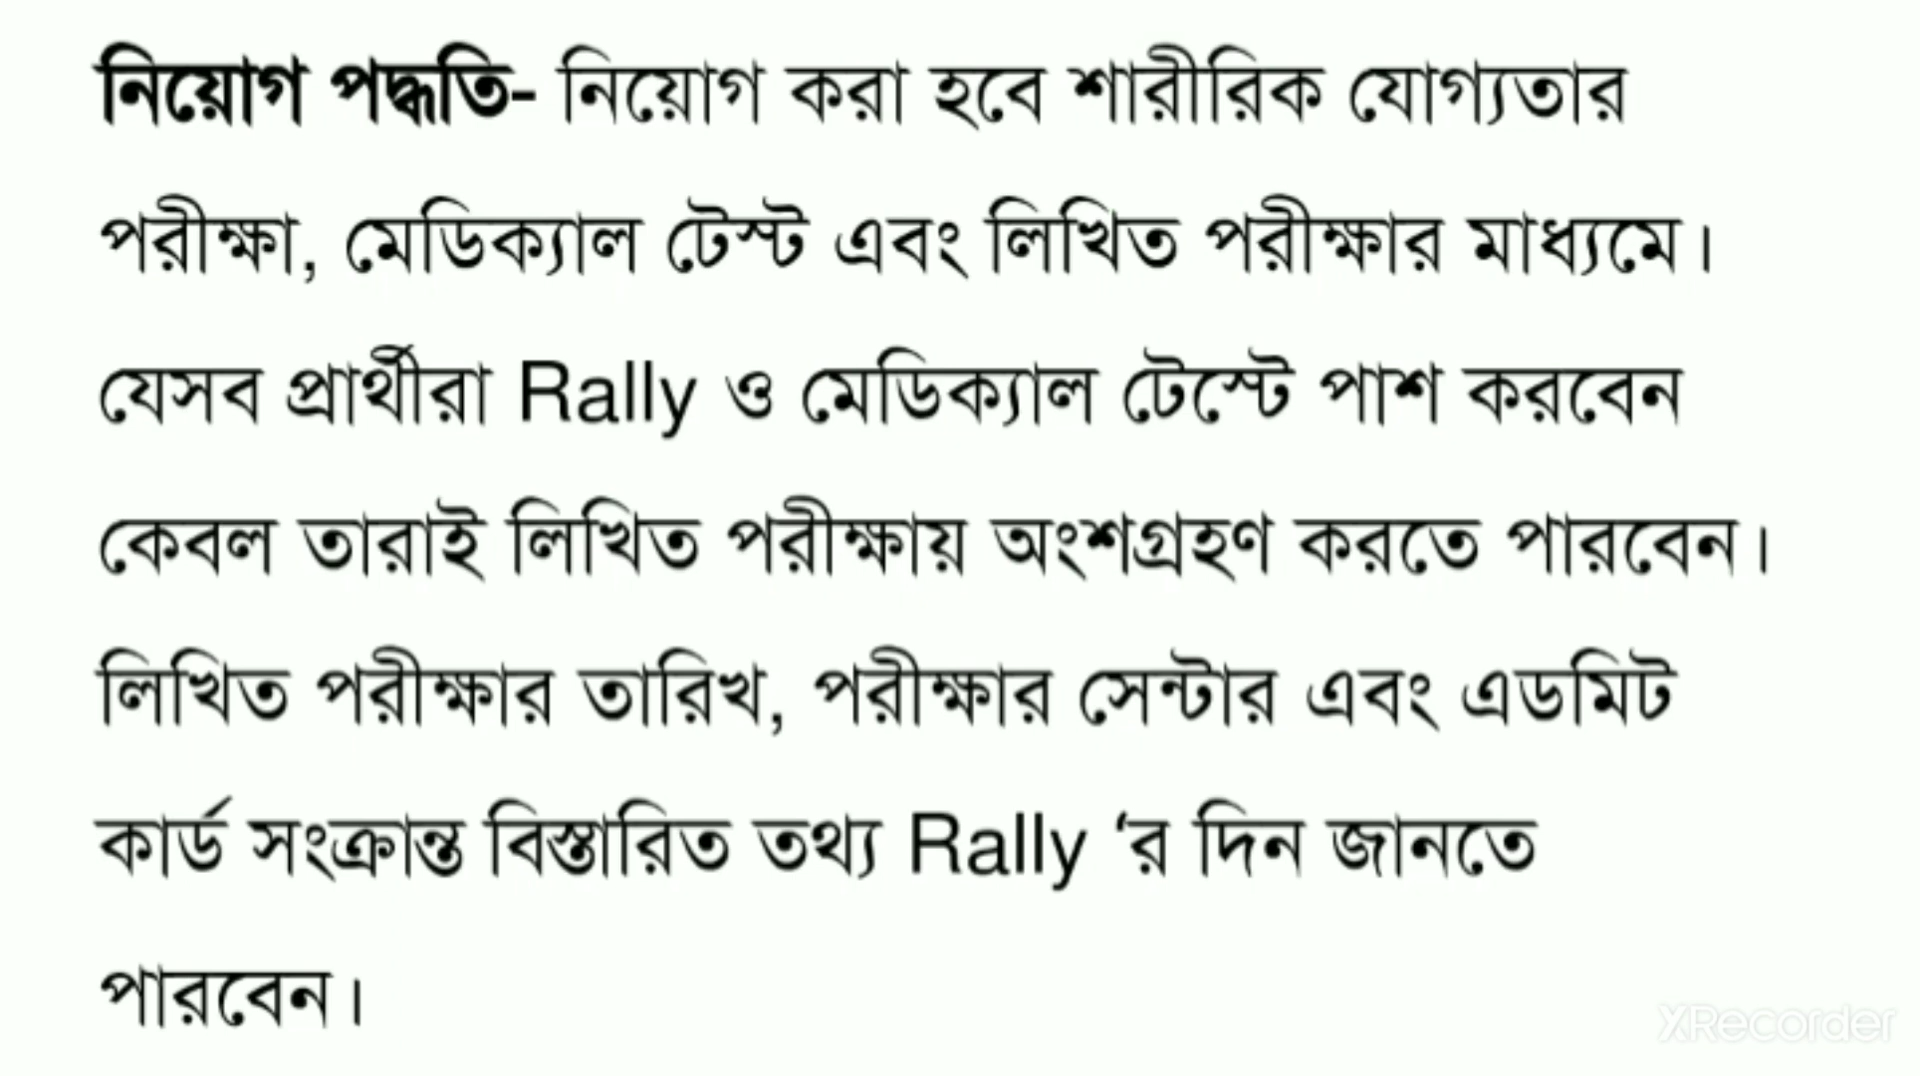 নিয়োগ পদ্ধতি- নিয়োগ করা হবে শারীরিক যোগ্যতার
পরীক্ষা, মেডিক্যাল টেস্ট এবং লিখিত পরীক্ষার মাধ্যমে।
যেসব প্রার্থীরা Rally ও মেডিক্যাল টেস্টে পাশ করবেন
কেবল তারাই লিখিত পরীক্ষায় অংশগ্রহণ করতে পারবেন।
লিখিত পরীক্ষার তারিখ, পরীক্ষার সেন্টার এবং এডমিট
কার্ড সংক্রান্ত বিস্তারিত তথ্য Rally ‘র দিন জানতে
পারবেন।
XRecorder